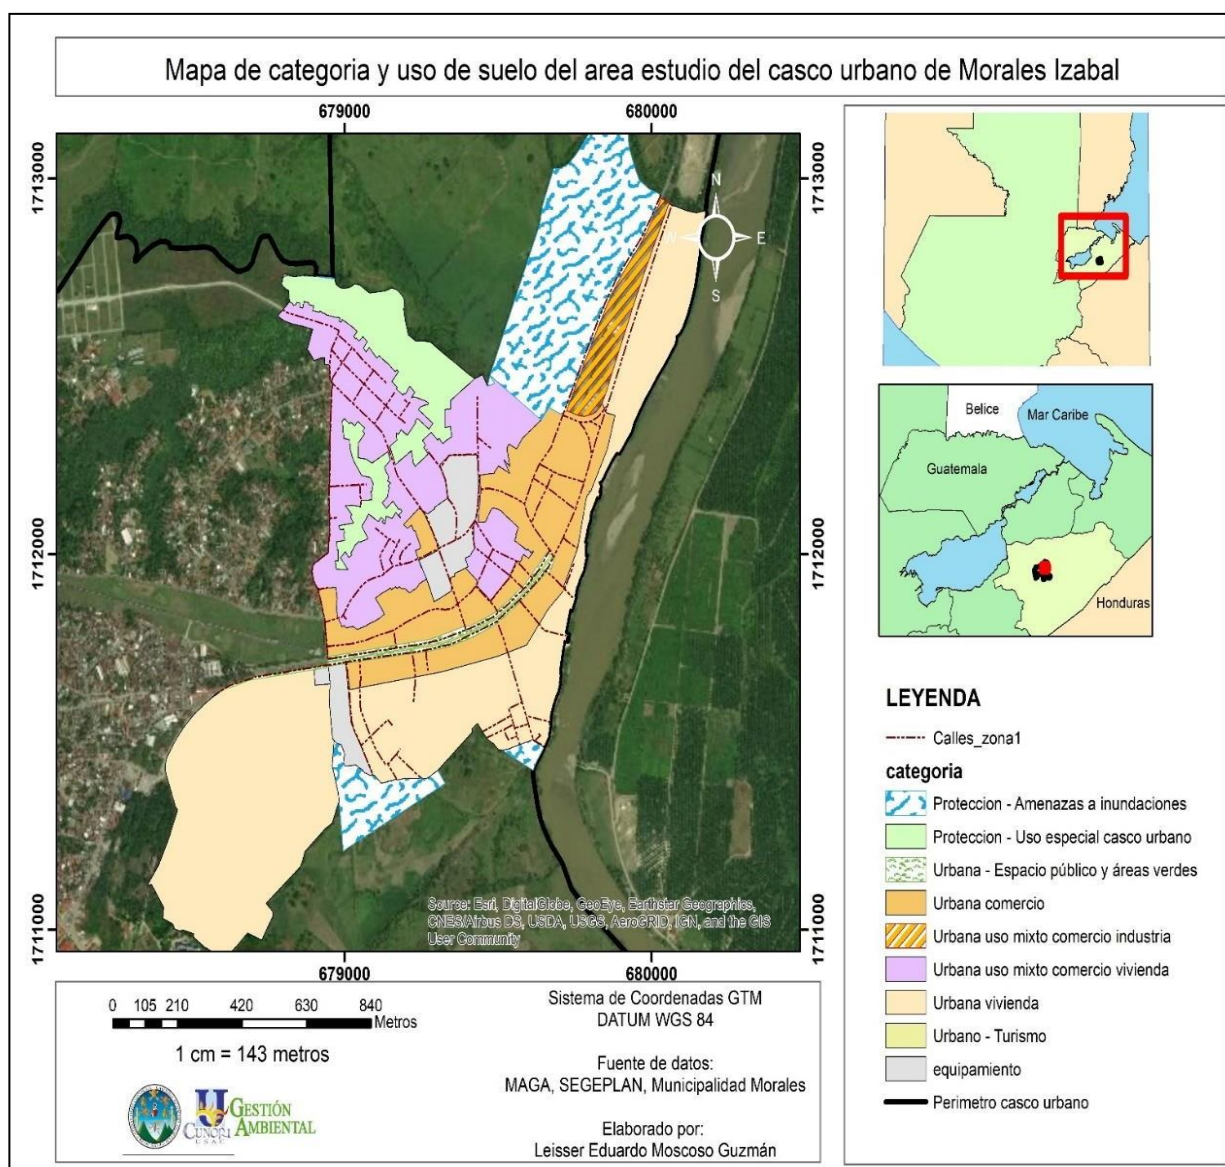 Mapa de categoria y uso de suelo del area estudio del casco urbano de Morales Izabal
679000
680000
1713000
1713000
N
W
E
S
1712000
1712000
1711000
1711000
Source: Esri, DigitalGlobe, GeoEye, Earthstar Geographics,
CNES/Airbus DS, USDA, USGS, AeroGRID, IGN, and the GIS
User Community
679000
680000
Belice
Mar Caribe
Guatemala
Honduras
LEYENDA
Calles_zona1
categoria
Proteccion - Amenazas a inundaciones
Proteccion - Uso especial casco urbano
Urbana - Espacio público y áreas verdes
Urbana comercio
Urbana uso mixto comercio industria
Urbana uso mixto comercio vivienda
Urbana vivienda
Urbano - Turismo
equipamiento
Perimetro casco urbano
0 105 210 420 630 840
Metros
1 cm = 143 metros
GESTIÓN
AMBIENTAL
CUNORI
USAC
Sistema de Coordenadas GTM
DATUM WGS 84
Fuente de datos:
MAGA, SEGEPLAN, Municipalidad Morales
Elaborado por:
Leisser Eduardo Moscoso Guzmán